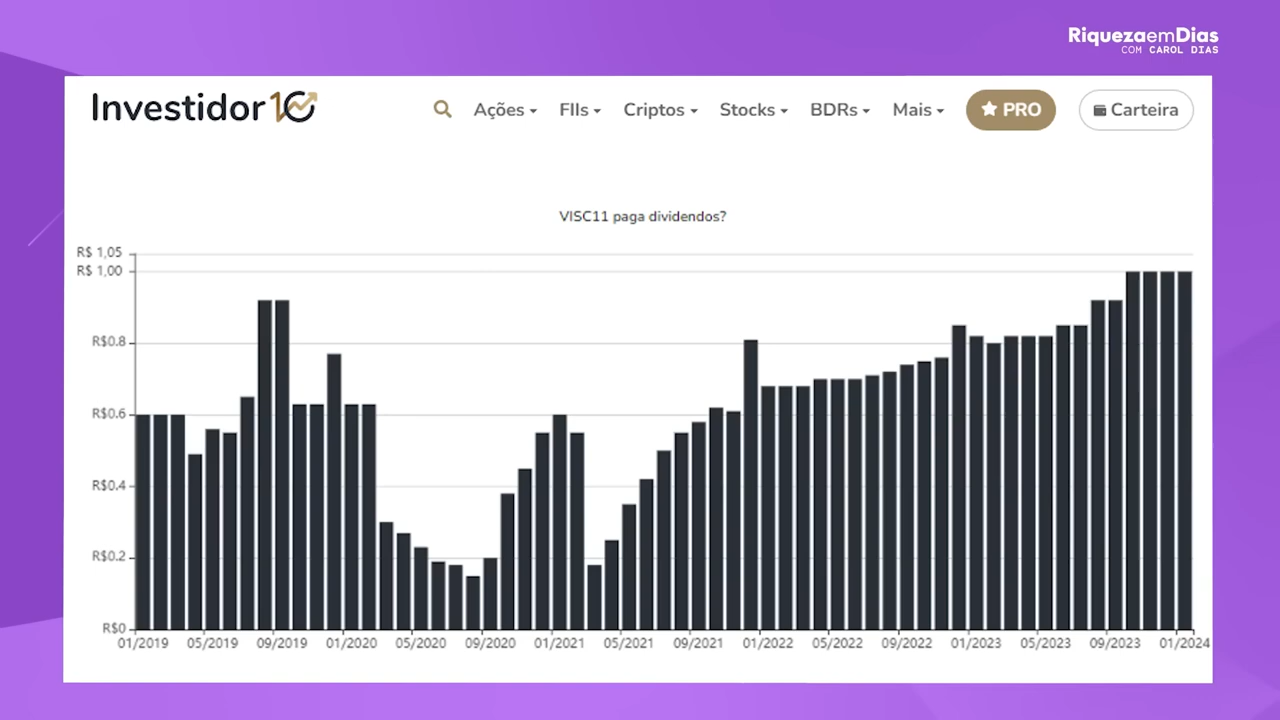 RiquezaemDias
COM CAROL DIAS
Investidor 10
Ações FIIs Criptos Stocks BDRs Mais PRO Carteira
VISC11 paga dividendos?
R$ 1,05
R$ 1,00
R$0.8
R$0.6
R$0.4
R$0.2
R$0
01/2019 05/2019 09/2019 01/2020 05/2020 09/2020 01/2021 05/2021 09/2021 01/2022 05/2022 09/2022 01/2023 05/2023 09/2023 01/2024